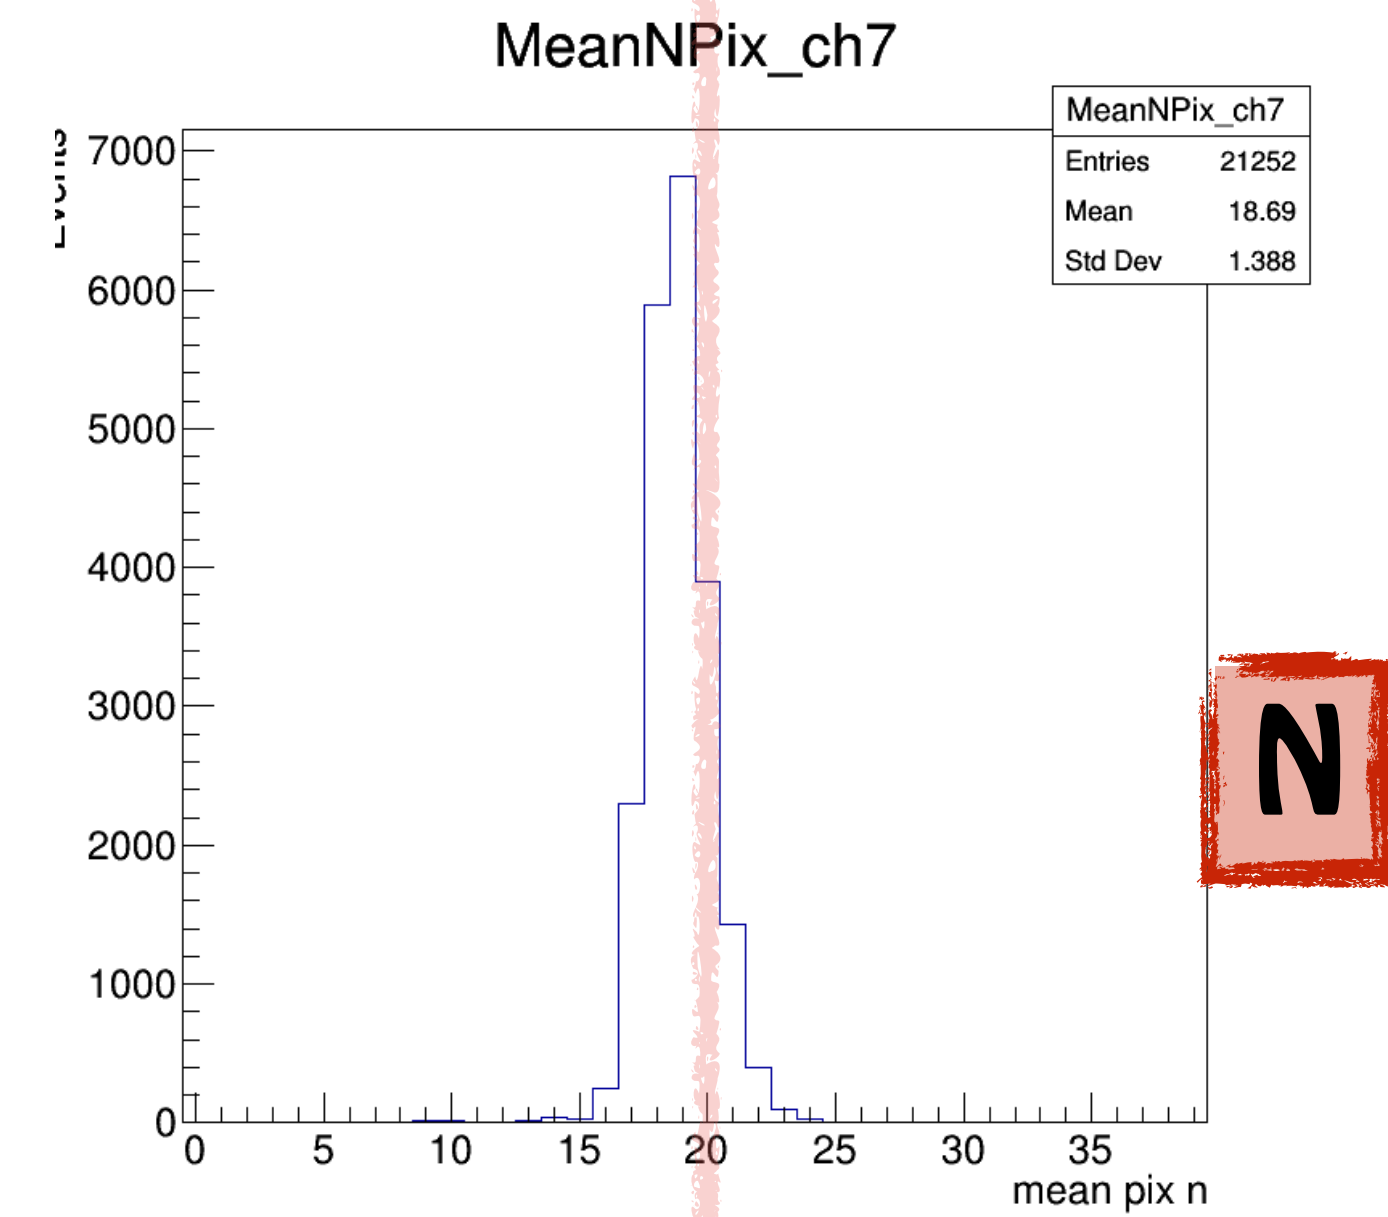 MeanNPix_ch7
MeanNPix_ch7
Entries 21252
Mean 18.69
Std Dev 1.388
Events
7000
6000
5000
4000
3000
2000
1000
0
0 5 10 15 20 25 30 35
mean pix n
N